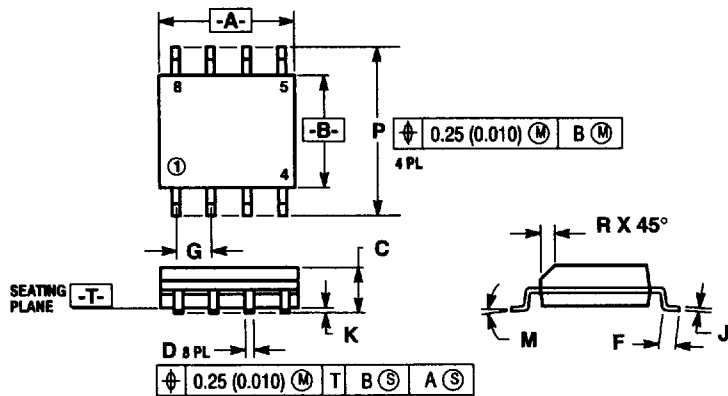 -A-
8 5
-B-
P
⌖ 0.25 (0.010) Ⓜ B Ⓜ
4 PL
① 4
G
C
R X 45°
SEATING PLANE
-T-
K
D 8 PL
M
F
J
⌖ 0.25 (0.010) Ⓜ T B Ⓢ A Ⓢ